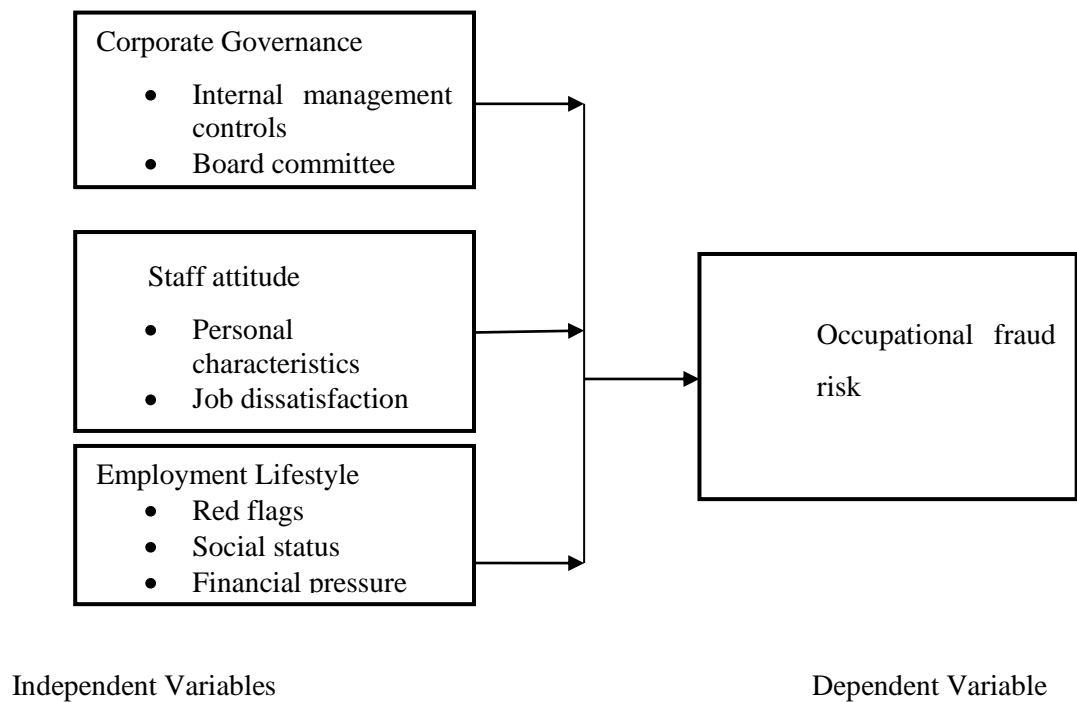 Corporate Governance
• Internal management
controls
• Board committee
Staff attitude
• Personal
characteristics
• Job dissatisfaction
Employment Lifestyle
• Red flags
• Social status
• Financial pressure
Occupational fraud
risk
Independent Variables
Dependent Variable